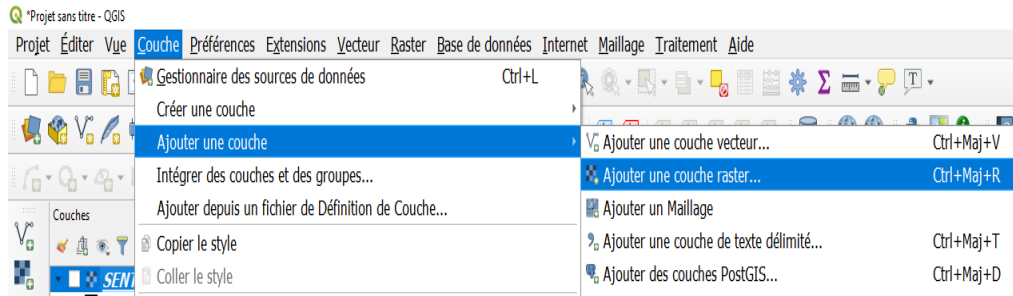 *Projet sans titre - QGIS
Projet Éditer Vue Couche Préférences Extensions Vecteur Raster Base de données Internet Maillage Traitement Aide
Gestionnaire des sources de données Ctrl+L
Créer une couche
Ajouter une couche
Ajouter une couche vecteur... Ctrl+Maj+V
Intégrer des couches et des groupes...
Ajouter une couche raster... Ctrl+Maj+R
Ajouter depuis un fichier de Définition de Couche...
Ajouter un Maillage
Couches
Copier le style
Ajouter une couche de texte délimité... Ctrl+Maj+T
SENT
Coller le style
Ajouter des couches PostGIS... Ctrl+Maj+D